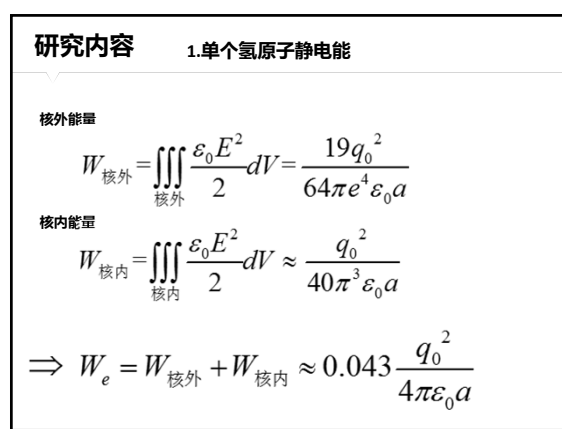 研究内容 1.单个氢原子静电能
核外能量
W核外=∭核外 ε₀E²/2 dV=19q₀²/64πe⁴ε₀a
核内能量
W核内=∭核内 ε₀E²/2 dV≈q₀²/40π³ε₀a
⇒ Wₑ=W核外+W核内≈0.043 q₀²/4πε₀a